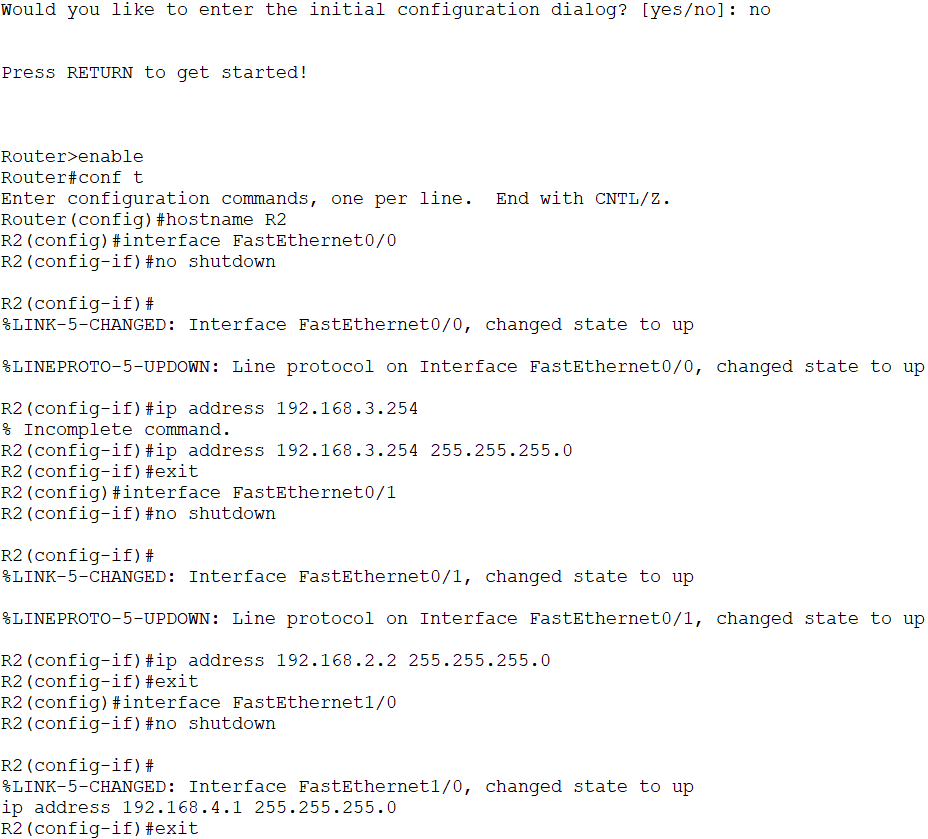 Would you like to enter the initial configuration dialog? [yes/no]: no
Press RETURN to get started!
Router>enable
Router#conf t
Enter configuration commands, one per line.  End with CNTL/Z.
Router(config)#hostname R2
R2(config)#interface FastEthernet0/0
R2(config-if)#no shutdown
R2(config-if)#
%LINK-5-CHANGED: Interface FastEthernet0/0, changed state to up
%LINEPROTO-5-UPDOWN: Line protocol on Interface FastEthernet0/0, changed state to up
R2(config-if)#ip address 192.168.3.254
% Incomplete command.
R2(config-if)#ip address 192.168.3.254 255.255.255.0
R2(config-if)#exit
R2(config)#interface FastEthernet0/1
R2(config-if)#no shutdown
R2(config-if)#
%LINK-5-CHANGED: Interface FastEthernet0/1, changed state to up
%LINEPROTO-5-UPDOWN: Line protocol on Interface FastEthernet0/1, changed state to up
R2(config-if)#ip address 192.168.2.2 255.255.255.0
R2(config-if)#exit
R2(config)#interface FastEthernet1/0
R2(config-if)#no shutdown
R2(config-if)#
%LINK-5-CHANGED: Interface FastEthernet1/0, changed state to up
ip address 192.168.4.1 255.255.255.0
R2(config-if)#exit